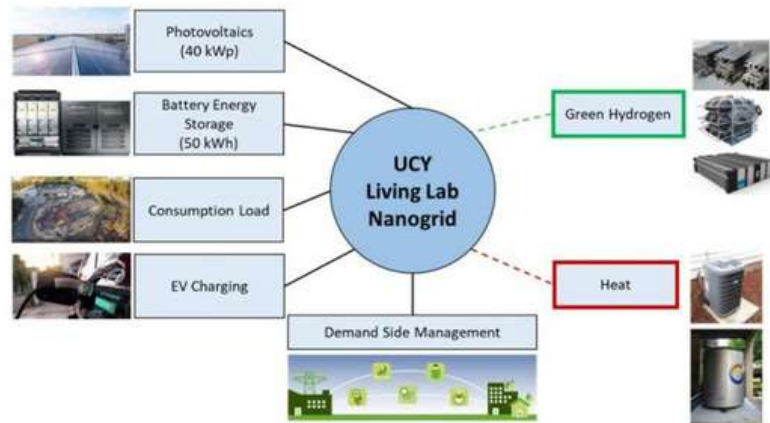 Photovoltaics
(40 kWp)
Battery Energy
Storage
(50 kWh)
Consumption Load
EV Charging
UCY
Living Lab
Nanogrid
Demand Side Management
Green Hydrogen
Heat